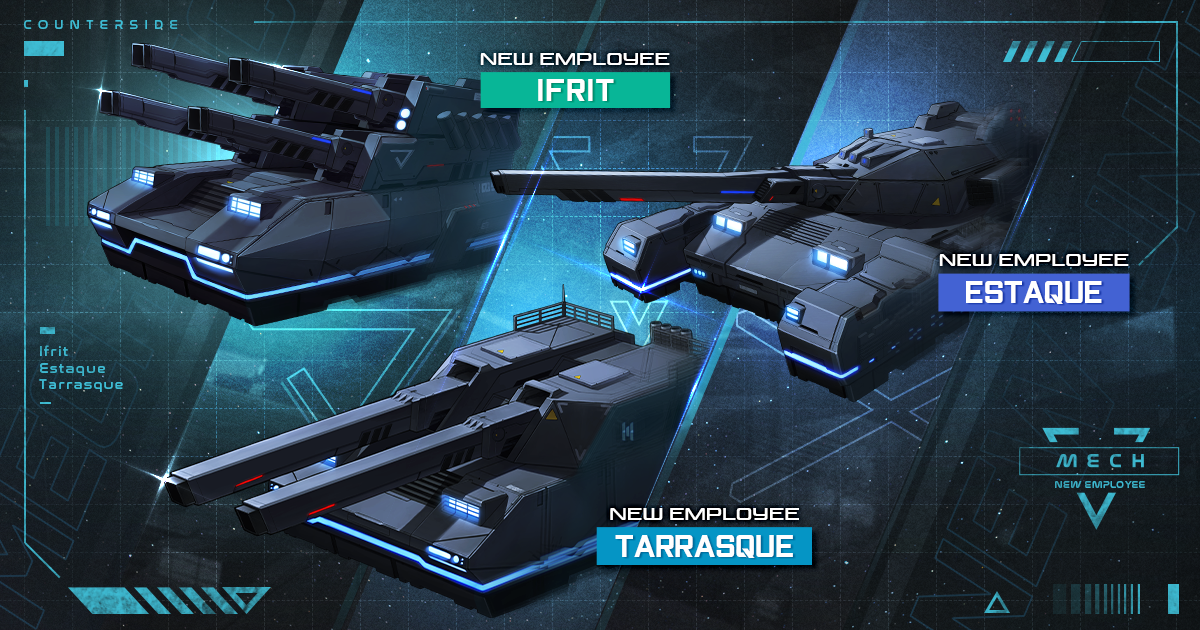 COUNTERSIDE
NEW EMPLOYEE
IFRIT
NEW EMPLOYEE
ESTAQUE
Ifrit
Estaque
Tarrasque
MECH
NEW EMPLOYEE
NEW EMPLOYEE
TARRASQUE